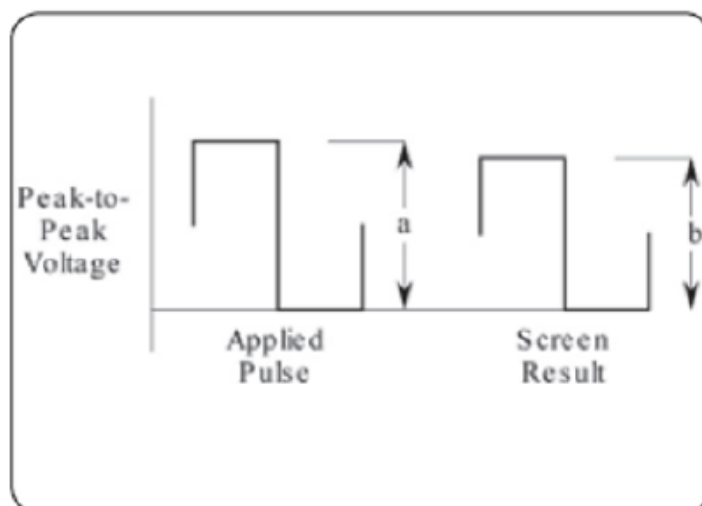 Peak-to-
Peak
Voltage
a
b
Applied
Pulse
Screen
Result